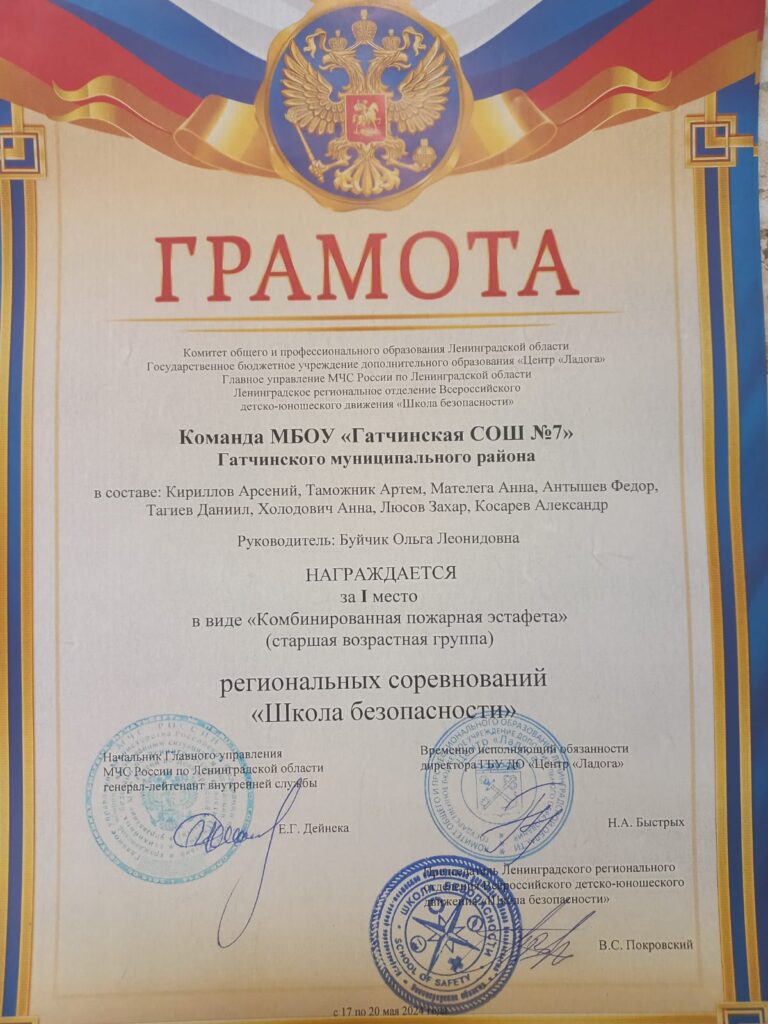 ГРАМОТА
Комитет общего и профессионального образования Ленинградской области
Государственное бюджетное учреждение дополнительного образования «Центр «Ладога»
Главное управление МЧС России по Ленинградской области
Ленинградское региональное отделение Всероссийского
детско-юношеского движения «Школа безопасности»
Команда МБОУ «Гатчинская СОШ №7»
Гатчинского муниципального района
в составе: Кириллов Арсений, Таможник Артем, Мателега Анна, Антышев Федор,
Тагиев Даниил, Холодович Анна, Люсов Захар, Косарев Александр
Руководитель: Буйчик Ольга Леонидовна
НАГРАЖДАЕТСЯ
за I место
в виде «Комбинированная пожарная эстафета»
(старшая возрастная группа)
региональных соревнований
«Школа безопасности»
Начальник Главного управления
МЧС России по Ленинградской области
генерал-лейтенант внутренней службы
Е.Г. Дейнека
Временно исполняющий обязанности
директора ГБУ ДО «Центр «Ладога»
Н.А. Быстрых
Председатель Ленинградского регионального
отделения Всероссийского детско-юношеского
движения «Школа безопасности»
В.С. Покровский
ШКОЛА БЕЗОПАСНОСТИ
SCHOOL OF SAFETY
с 17 по 20 мая 2024 года